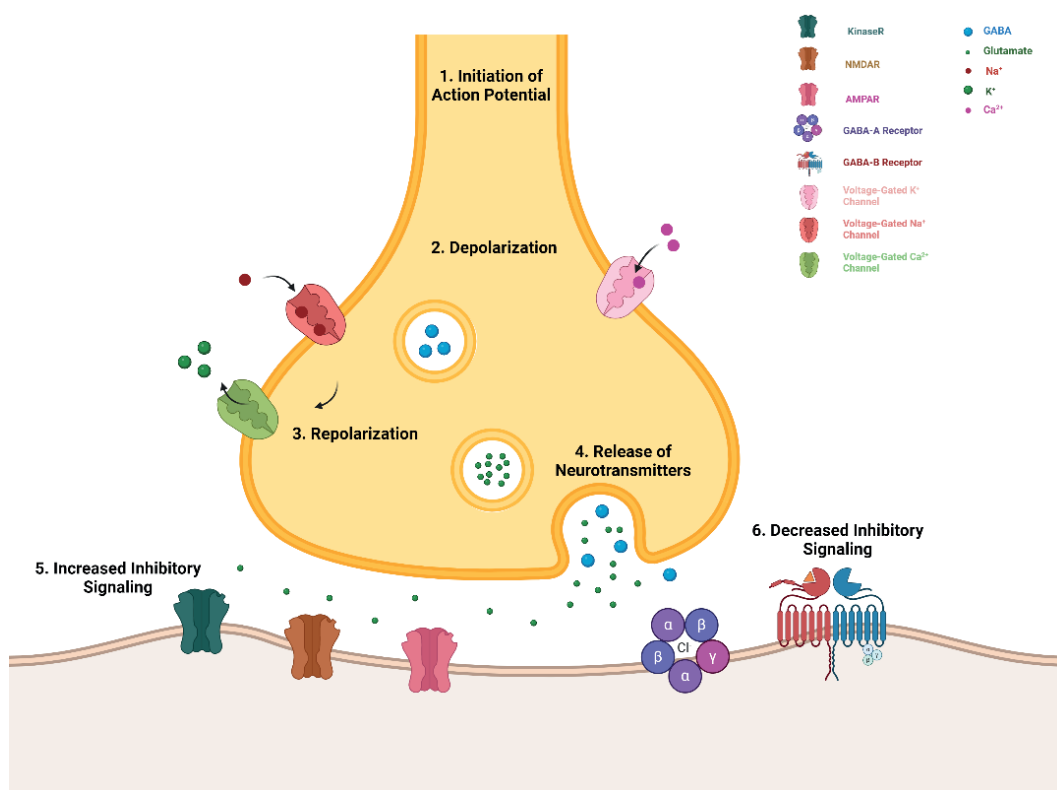 1. Initiation of
Action Potential
2. Depolarization
3. Repolarization
4. Release of
Neurotransmitters
5. Increased Inhibitory
Signaling
6. Decreased Inhibitory
Signaling
α
β
β
Cl
γ
α
KinaseR
NMDAR
AMPAR
GABA-A Receptor
GABA-B Receptor
Voltage-Gated K⁺
Channel
Voltage-Gated Na⁺
Channel
Voltage-Gated Ca²⁺
Channel
GABA
Glutamate
Na⁺
K⁺
Ca²⁺